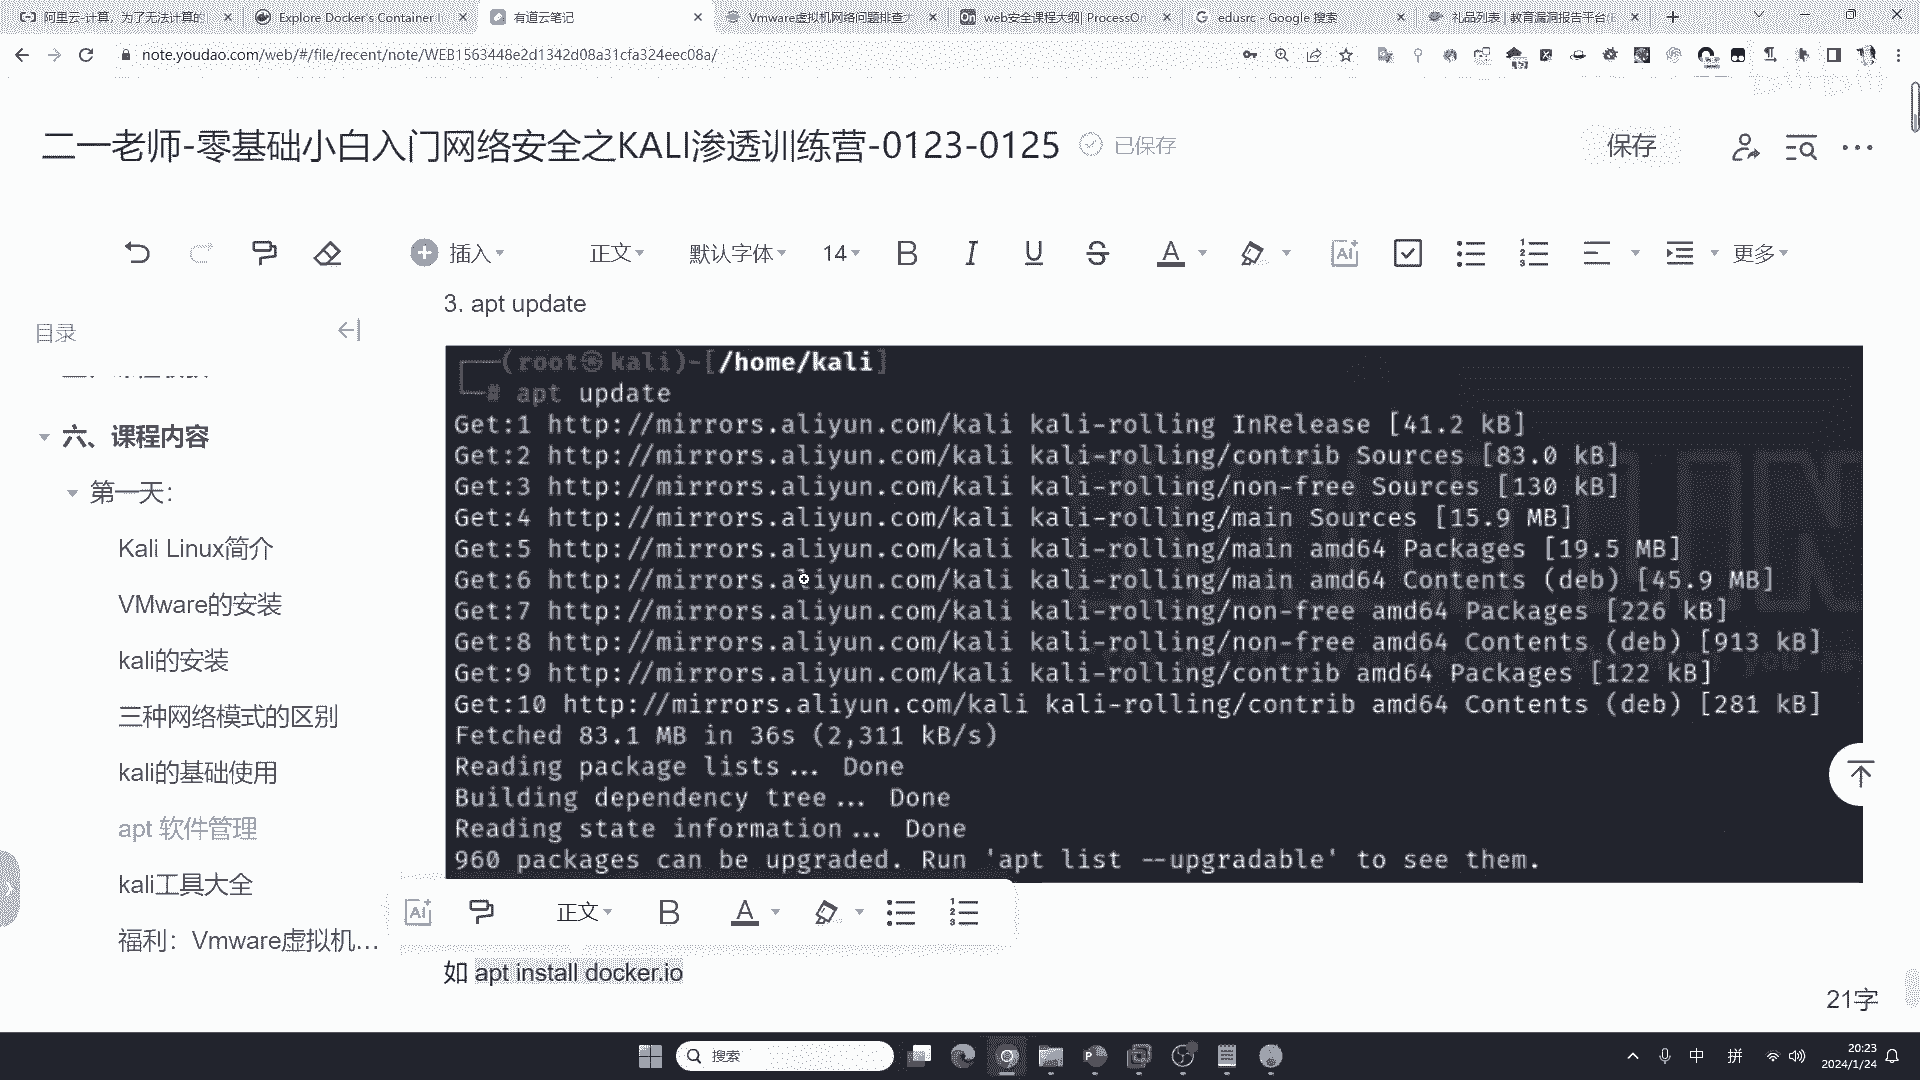 阿里云-计算，为了无法计算的
Explore Docker's Container I
有道云笔记
Vmware虚拟机网络问题排查大
web安全课程大纲| ProcessOn
edusrc - Google 搜索
礼品列表 | 教育漏洞报告平台(E
note.youdao.com/web/#/file/recent/note/WEB1563448e2d1342d08a31cfa324eec08a/
二一老师-零基础小白入门网络安全之KALI渗透训练营-0123-0125
已保存
保存
插入
正文
默认字体
14
更多
目录
3. apt update
六、课程内容
第一天：
Kali Linux简介
VMware的安装
kali的安装
三种网络模式的区别
kali的基础使用
apt 软件管理
kali工具大全
福利：Vmware虚拟机...
(root㉿kali)-[/home/kali]
# apt update
Get:1 http://mirrors.aliyun.com/kali kali-rolling InRelease [41.2 kB]
Get:2 http://mirrors.aliyun.com/kali kali-rolling/contrib Sources [83.0 kB]
Get:3 http://mirrors.aliyun.com/kali kali-rolling/non-free Sources [130 kB]
Get:4 http://mirrors.aliyun.com/kali kali-rolling/main Sources [15.9 MB]
Get:5 http://mirrors.aliyun.com/kali kali-rolling/main amd64 Packages [19.5 MB]
Get:6 http://mirrors.aliyun.com/kali kali-rolling/main amd64 Contents (deb) [45.9 MB]
Get:7 http://mirrors.aliyun.com/kali kali-rolling/non-free amd64 Packages [226 kB]
Get:8 http://mirrors.aliyun.com/kali kali-rolling/non-free amd64 Contents (deb) [913 kB]
Get:9 http://mirrors.aliyun.com/kali kali-rolling/contrib amd64 Packages [122 kB]
Get:10 http://mirrors.aliyun.com/kali kali-rolling/contrib amd64 Contents (deb) [281 kB]
Fetched 83.1 MB in 36s (2,311 kB/s)
Reading package lists... Done
Building dependency tree... Done
Reading state information... Done
960 packages can be upgraded. Run 'apt list --upgradable' to see them.
正文
如 apt install docker.io
21字
搜索
中
拼
20:23
2024/1/24